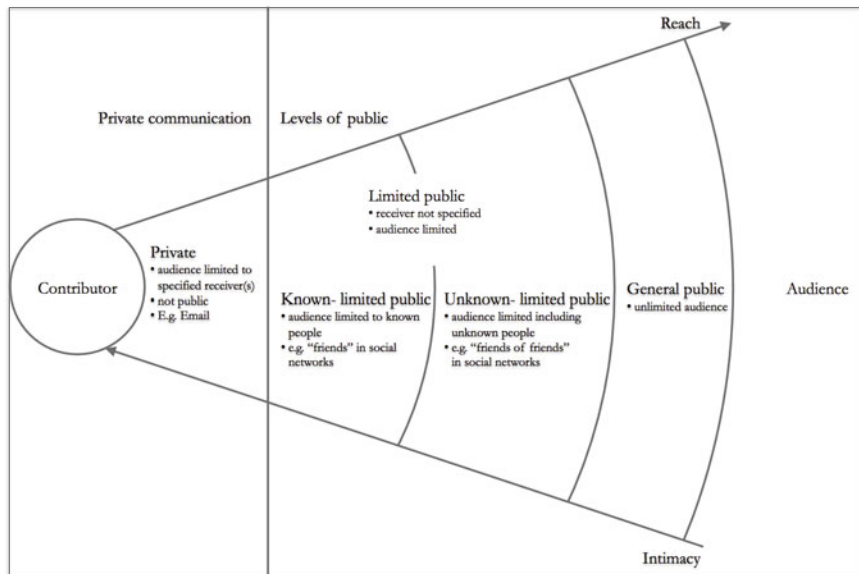 Reach
Private communication
Levels of public
Limited public
• receiver not specified
• audience limited
Contributor
Private
• audience limited to
specified receiver(s)
• not public
• E.g. Email
Known- limited public
• audience limited to known
people
• e.g. “friends” in social
networks
Unknown- limited public
• audience limited including
unknown people
• e.g. “friends of friends”
in social networks
General public
• unlimited audience
Audience
Intimacy